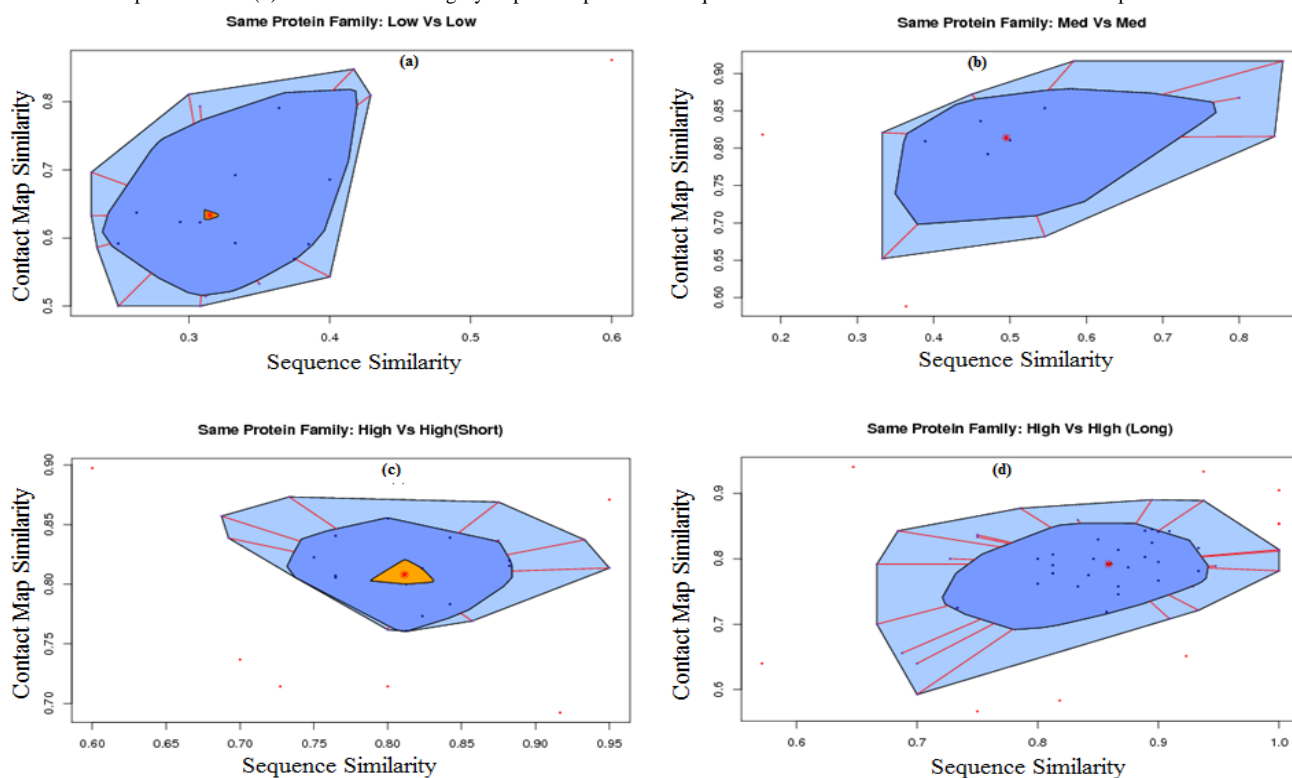 Same Protein Family: Low Vs Low
(a)
Contact Map Similarity
0.8
0.7
0.6
0.5
0.3 0.4 0.5 0.6
Sequence Similarity
Same Protein Family: Med Vs Med
(b)
Contact Map Similarity
0.90
0.85
0.80
0.75
0.70
0.65
0.60
0.2 0.3 0.4 0.5 0.6 0.7 0.8
Sequence Similarity
Same Protein Family: High Vs High(Short)
(c)
Contact Map Similarity
0.90
0.85
0.80
0.75
0.70
0.60 0.65 0.70 0.75 0.80 0.85 0.90 0.95
Sequence Similarity
Same Protein Family: High Vs High (Long)
(d)
Contact Map Similarity
0.9
0.8
0.7
0.6
0.6 0.7 0.8 0.9 1.0
Sequence Similarity